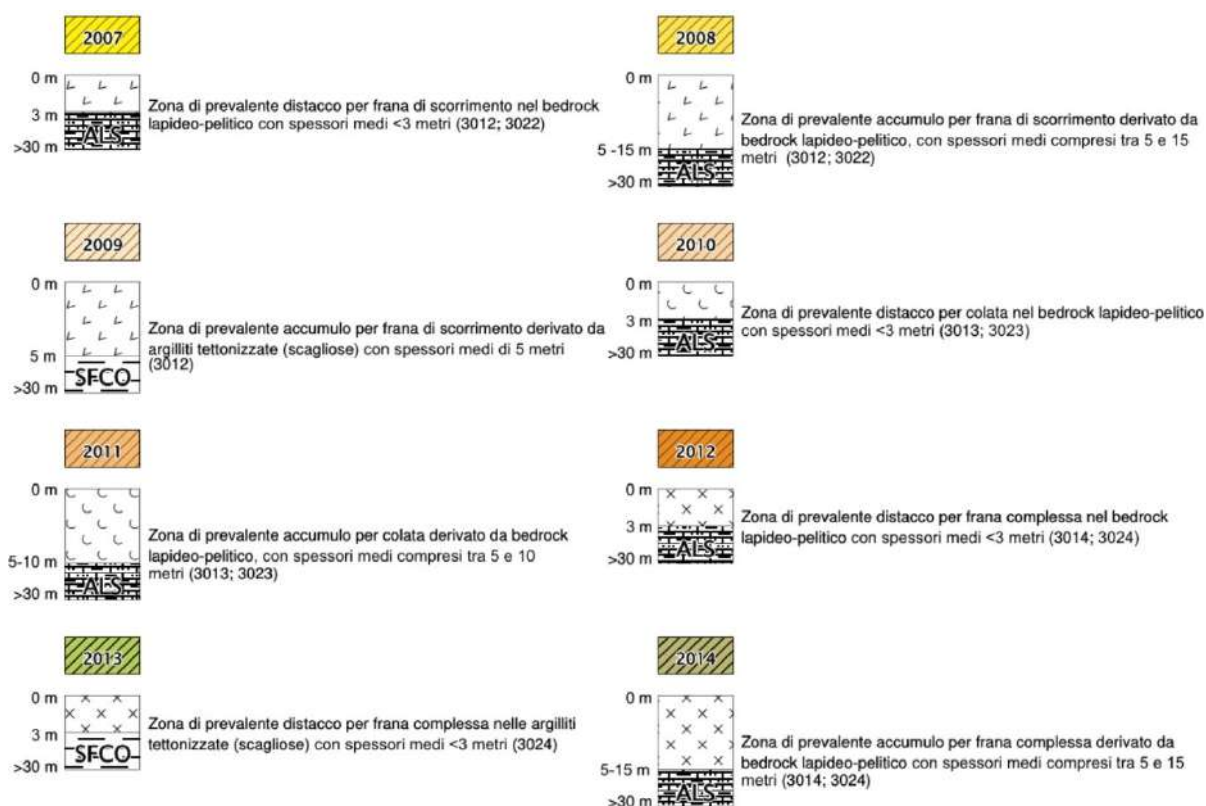 2007
0 m
3 m
ALS
>30 m
Zona di prevalente distacco per frana di scorrimento nel bedrock
lapideo-pelitico con spessori medi <3 metri (3012; 3022)
2008
0 m
5 -15 m
ALS
>30 m
Zona di prevalente accumulo per frana di scorrimento derivato da
bedrock lapideo-pelitico, con spessori medi compresi tra 5 e 15
metri (3012; 3022)
2009
0 m
5 m
SFCO
>30 m
Zona di prevalente accumulo per frana di scorrimento derivato da
argilliti tettonizzate (scagliose) con spessori medi di 5 metri
(3012)
2010
0 m
3 m
ALS
>30 m
Zona di prevalente distacco per colata nel bedrock lapideo-pelitico
con spessori medi <3 metri (3013; 3023)
2011
0 m
5-10 m
ALS
>30 m
Zona di prevalente accumulo per colata derivato da bedrock
lapideo-pelitico, con spessori medi compresi tra 5 e 10
metri (3013; 3023)
2012
0 m
3 m
ALS
>30 m
Zona di prevalente distacco per frana complessa nel bedrock
lapideo-pelitico con spessori medi <3 metri (3014; 3024)
2013
0 m
3 m
SFCO
>30 m
Zona di prevalente distacco per frana complessa nelle argilliti
tettonizzate (scagliose) con spessori medi <3 metri (3024)
2014
0 m
5-15 m
ALS
>30 m
Zona di prevalente accumulo per frana complessa derivato da
bedrock lapideo-pelitico con spessori medi compresi tra 5 e 15
metri (3014; 3024)